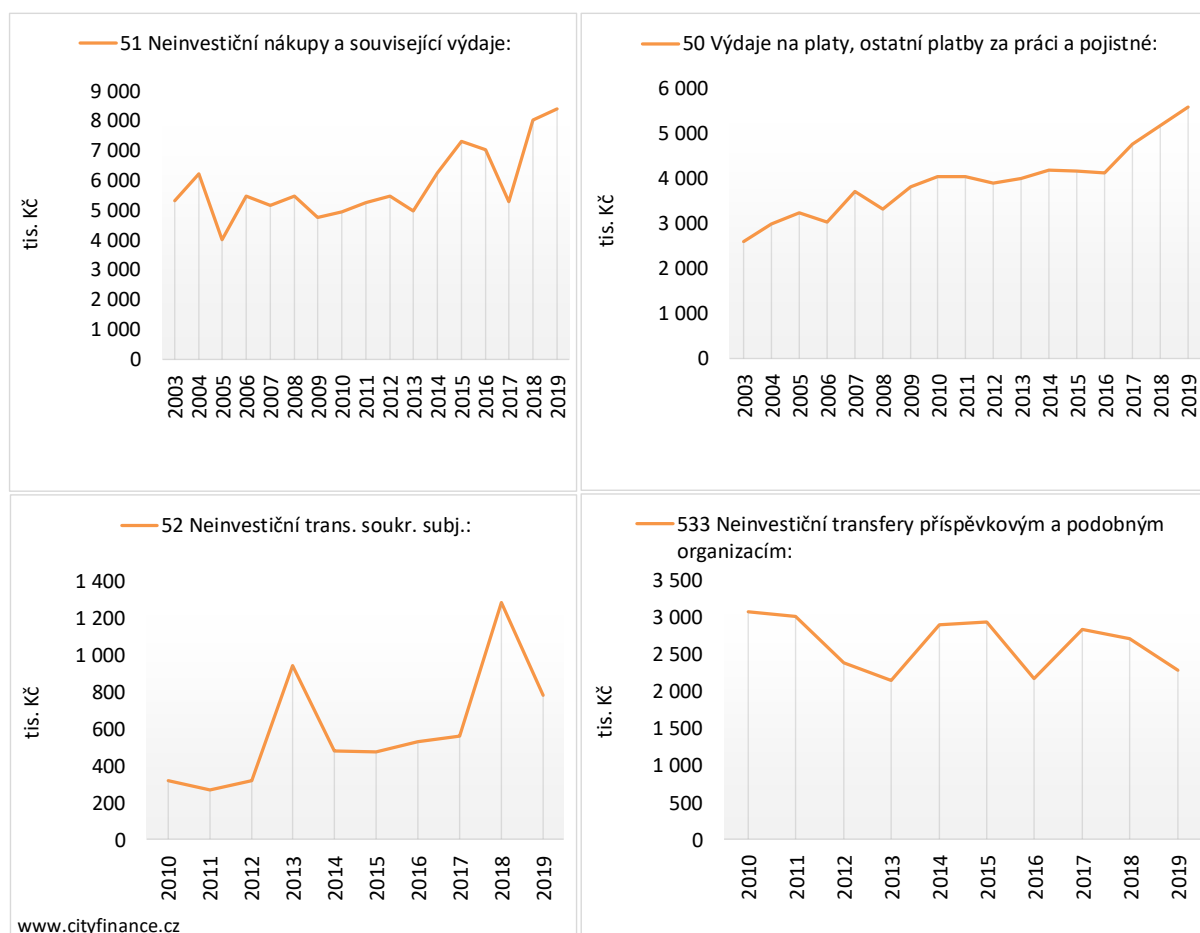 51 Neinvestiční nákupy a související výdaje:
9 000
8 000
7 000
6 000
5 000
4 000
3 000
2 000
1 000
0
tis. Kč
2003 2004 2005 2006 2007 2008 2009 2010 2011 2012 2013 2014 2015 2016 2017 2018 2019
50 Výdaje na platy, ostatní platby za práci a pojistné:
6 000
5 000
4 000
3 000
2 000
1 000
0
tis. Kč
2003 2004 2005 2006 2007 2008 2009 2010 2011 2012 2013 2014 2015 2016 2017 2018 2019
52 Neinvestiční trans. soukr. subj.:
1 400
1 200
1 000
800
600
400
200
0
tis. Kč
2010 2011 2012 2013 2014 2015 2016 2017 2018 2019
533 Neinvestiční transfery příspěvkovým a podobným
organizacím:
3 500
3 000
2 500
2 000
1 500
1 000
500
0
tis. Kč
2010 2011 2012 2013 2014 2015 2016 2017 2018 2019
www.cityfinance.cz